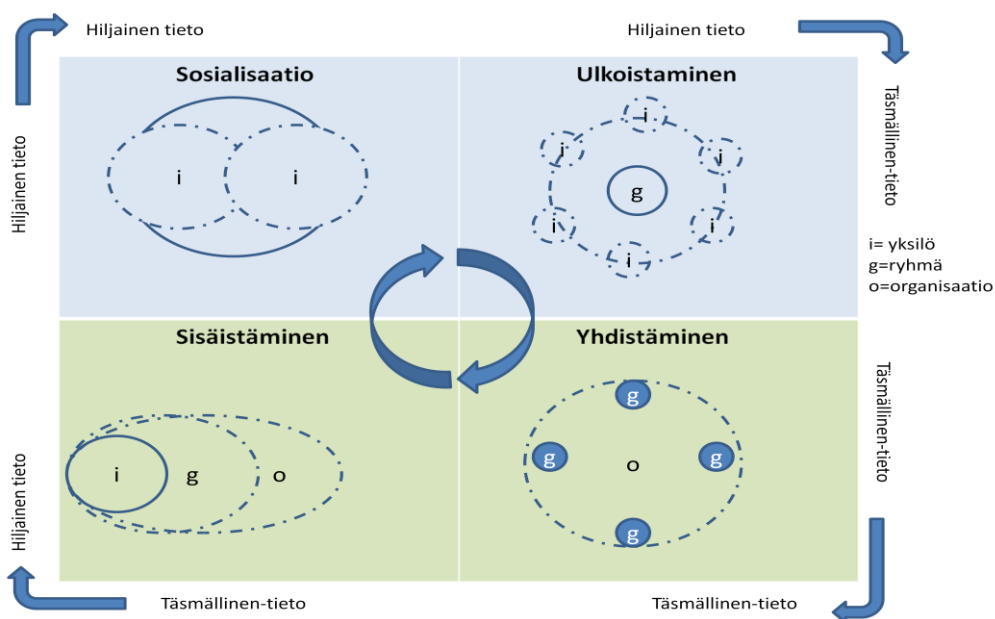 Hiljainen tieto
Hiljainen tieto
Hiljainen tieto
Täsmällinen-tieto
Sosialisaatio
i
i
Ulkoistaminen
i
i
i
g
i
i
i
i= yksilö
g=ryhmä
o=organisaatio
Sisäistäminen
i
g
o
Yhdistäminen
g
g
o
g
g
Hiljainen tieto
Täsmällinen-tieto
Täsmällinen-tieto
Täsmällinen-tieto